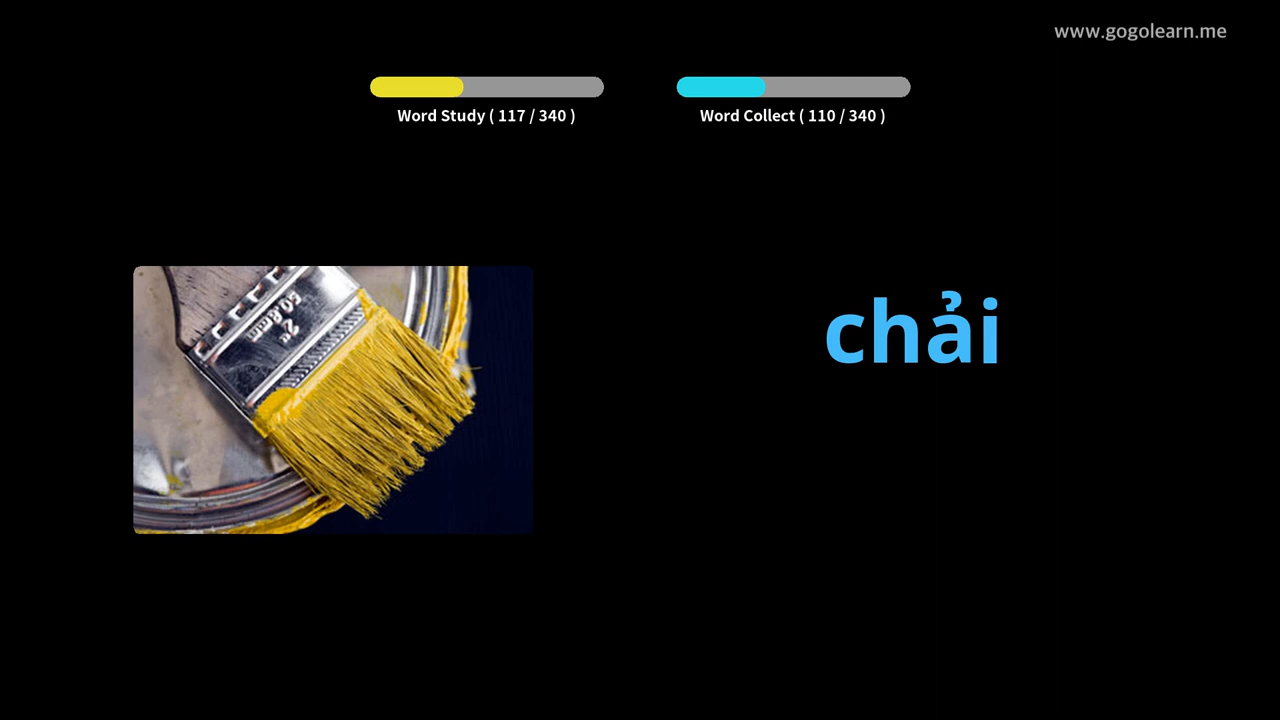 www.gogolearn.me
Word Study ( 117 / 340 )
Word Collect ( 110 / 340 )
2"
50,8mm
chải